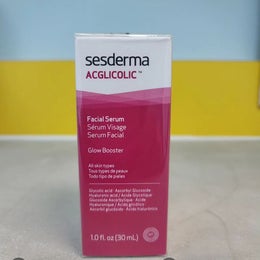 sesderma
ACGLICOLIC™
Facial Serum
Sérum Visage
Serum Facial
Glow Booster
All skin types
Tous types de peaux
Todo tipo de pieles
Glycolic acid · Ascorbyl Glucoside
Hyaluronic acid / Acide Glycolique
Glucoside Ascorbylique · Acide
Hyaluronique / Ácido glicólico
Ascorbil glucósido · Ácido hialurónico
1.0 fl. oz (30 mL)